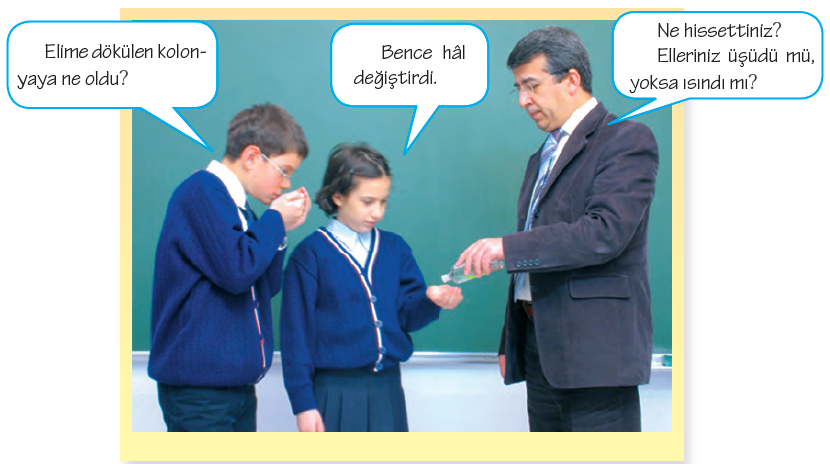 Elime dökülen kolon-
yaya ne oldu?
Bence hâl
değiştirdi.
Ne hissettiniz?
Elleriniz üşüdü mü,
yoksa ısındı mı?